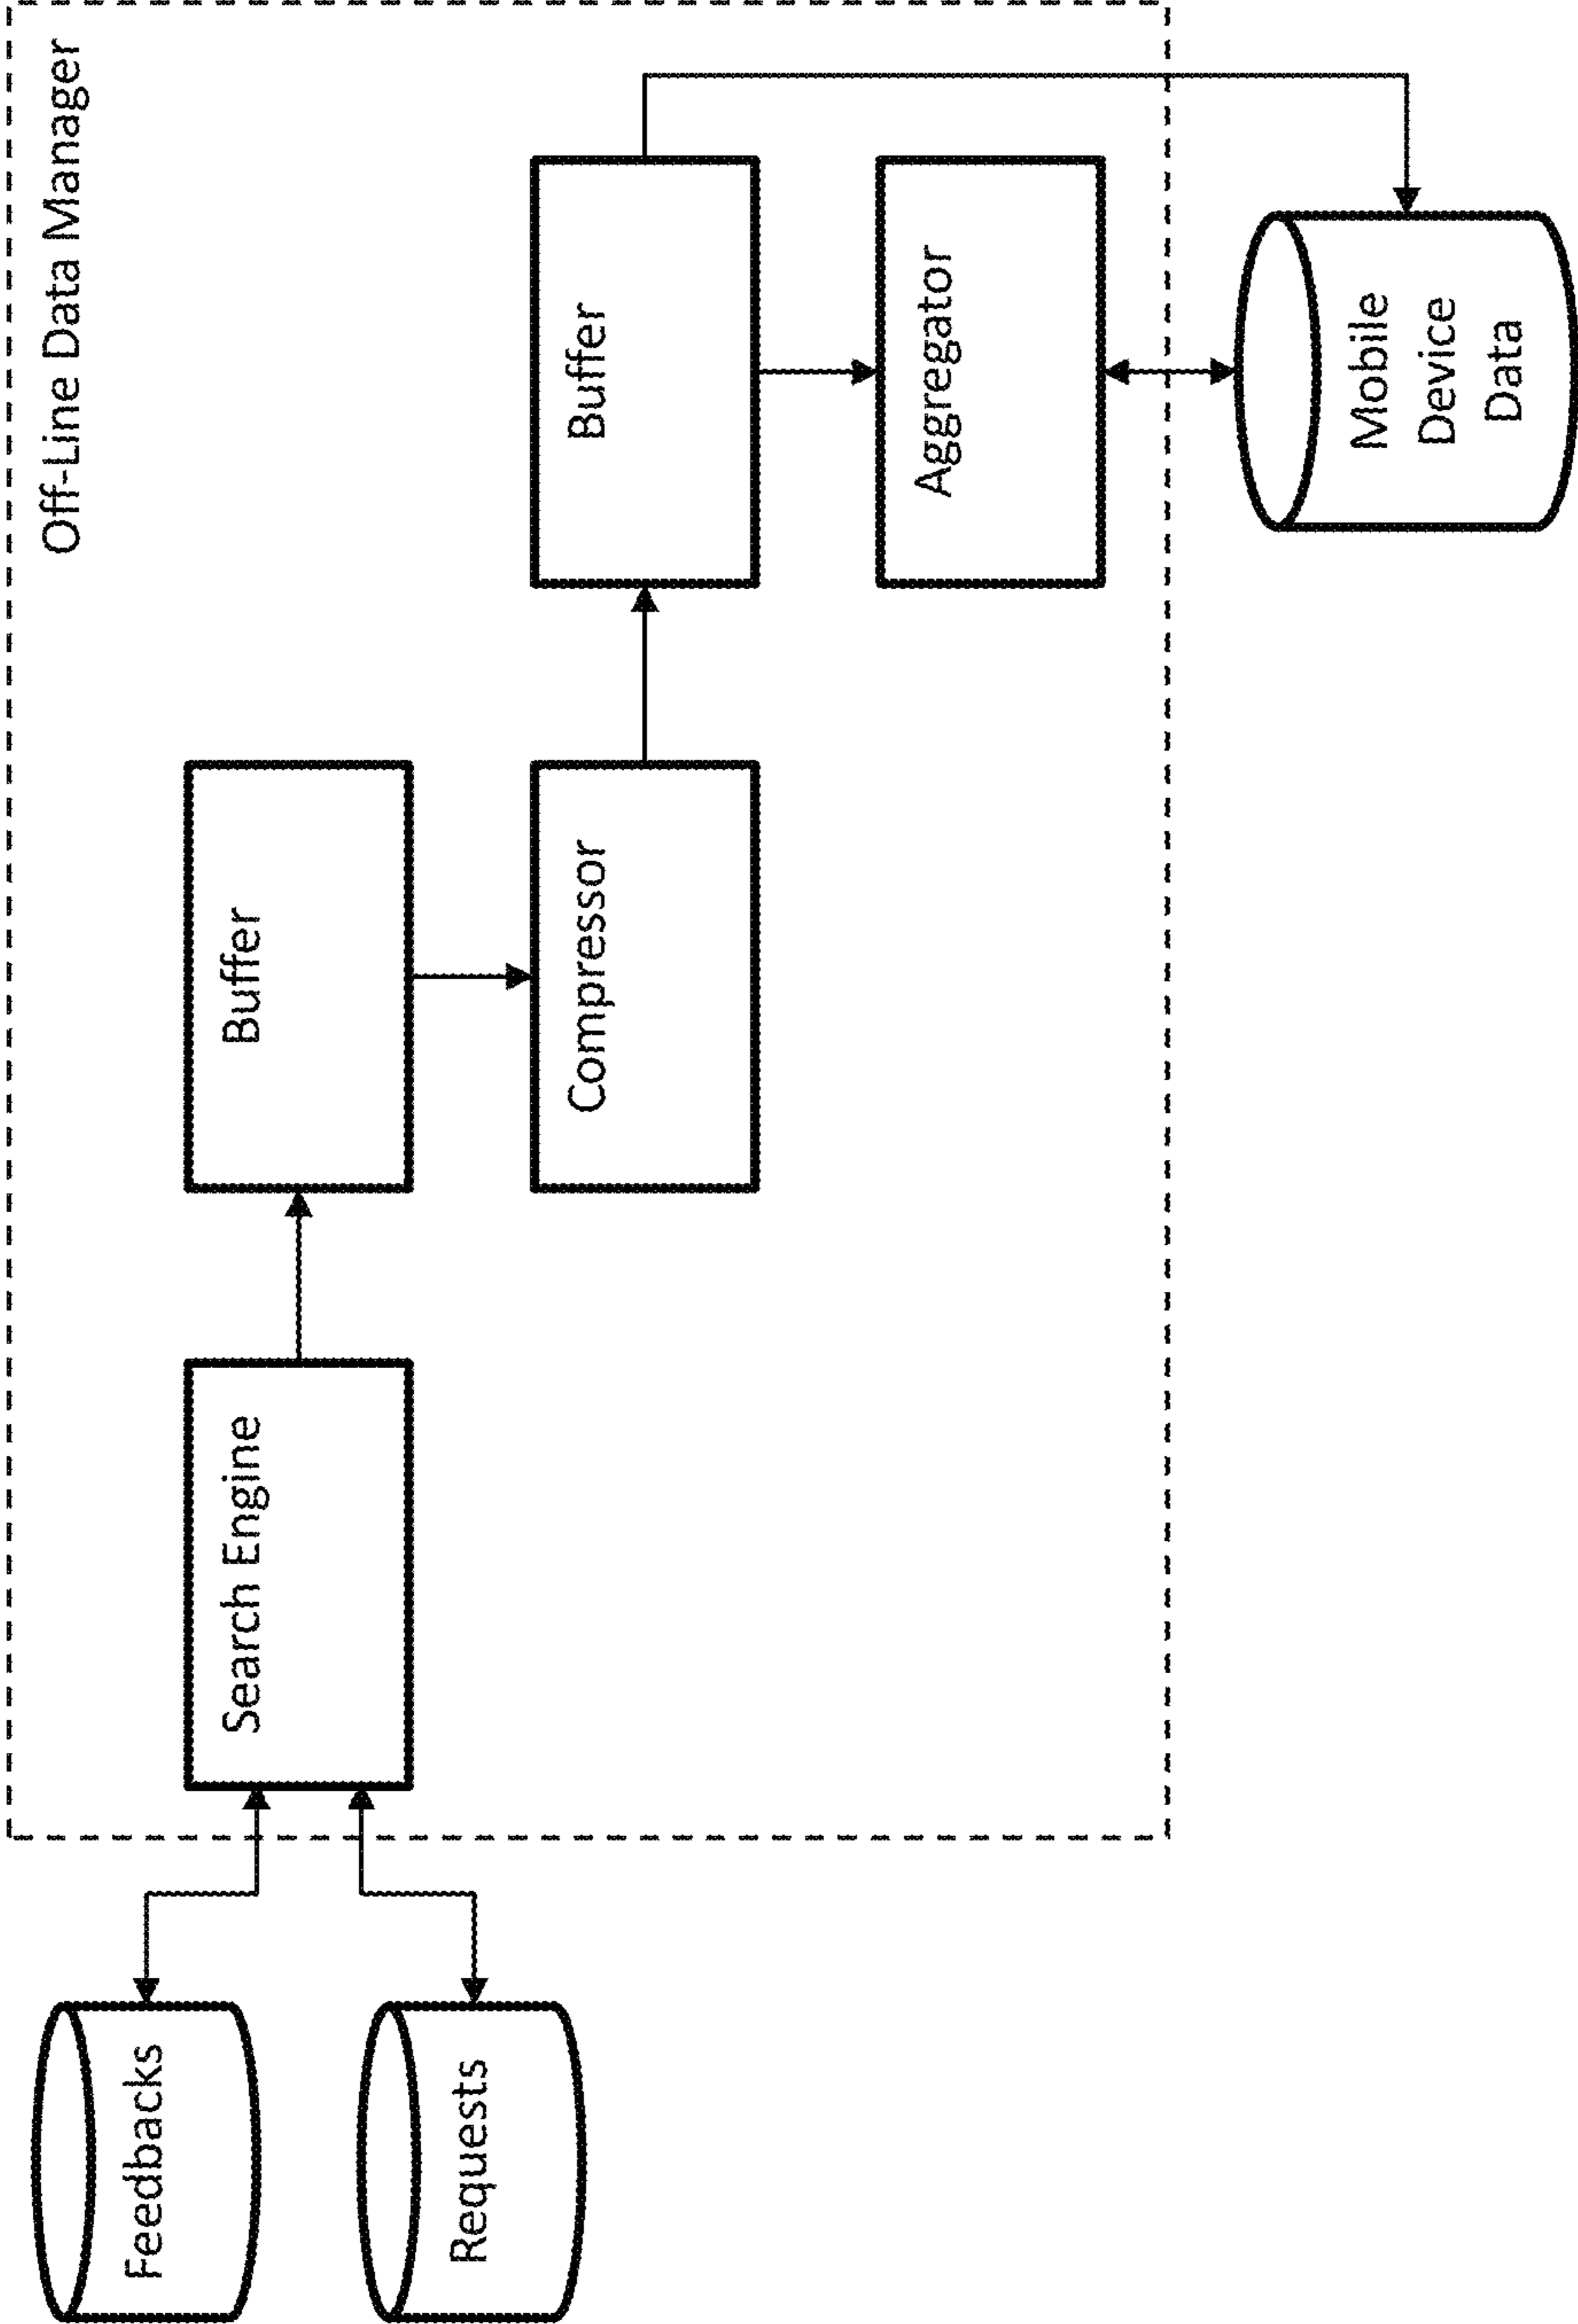 Off-Line Data Manager
Feedbacks
Requests
Search Engine
Buffer
Compressor
Buffer
Aggregator
Mobile
Device
Data